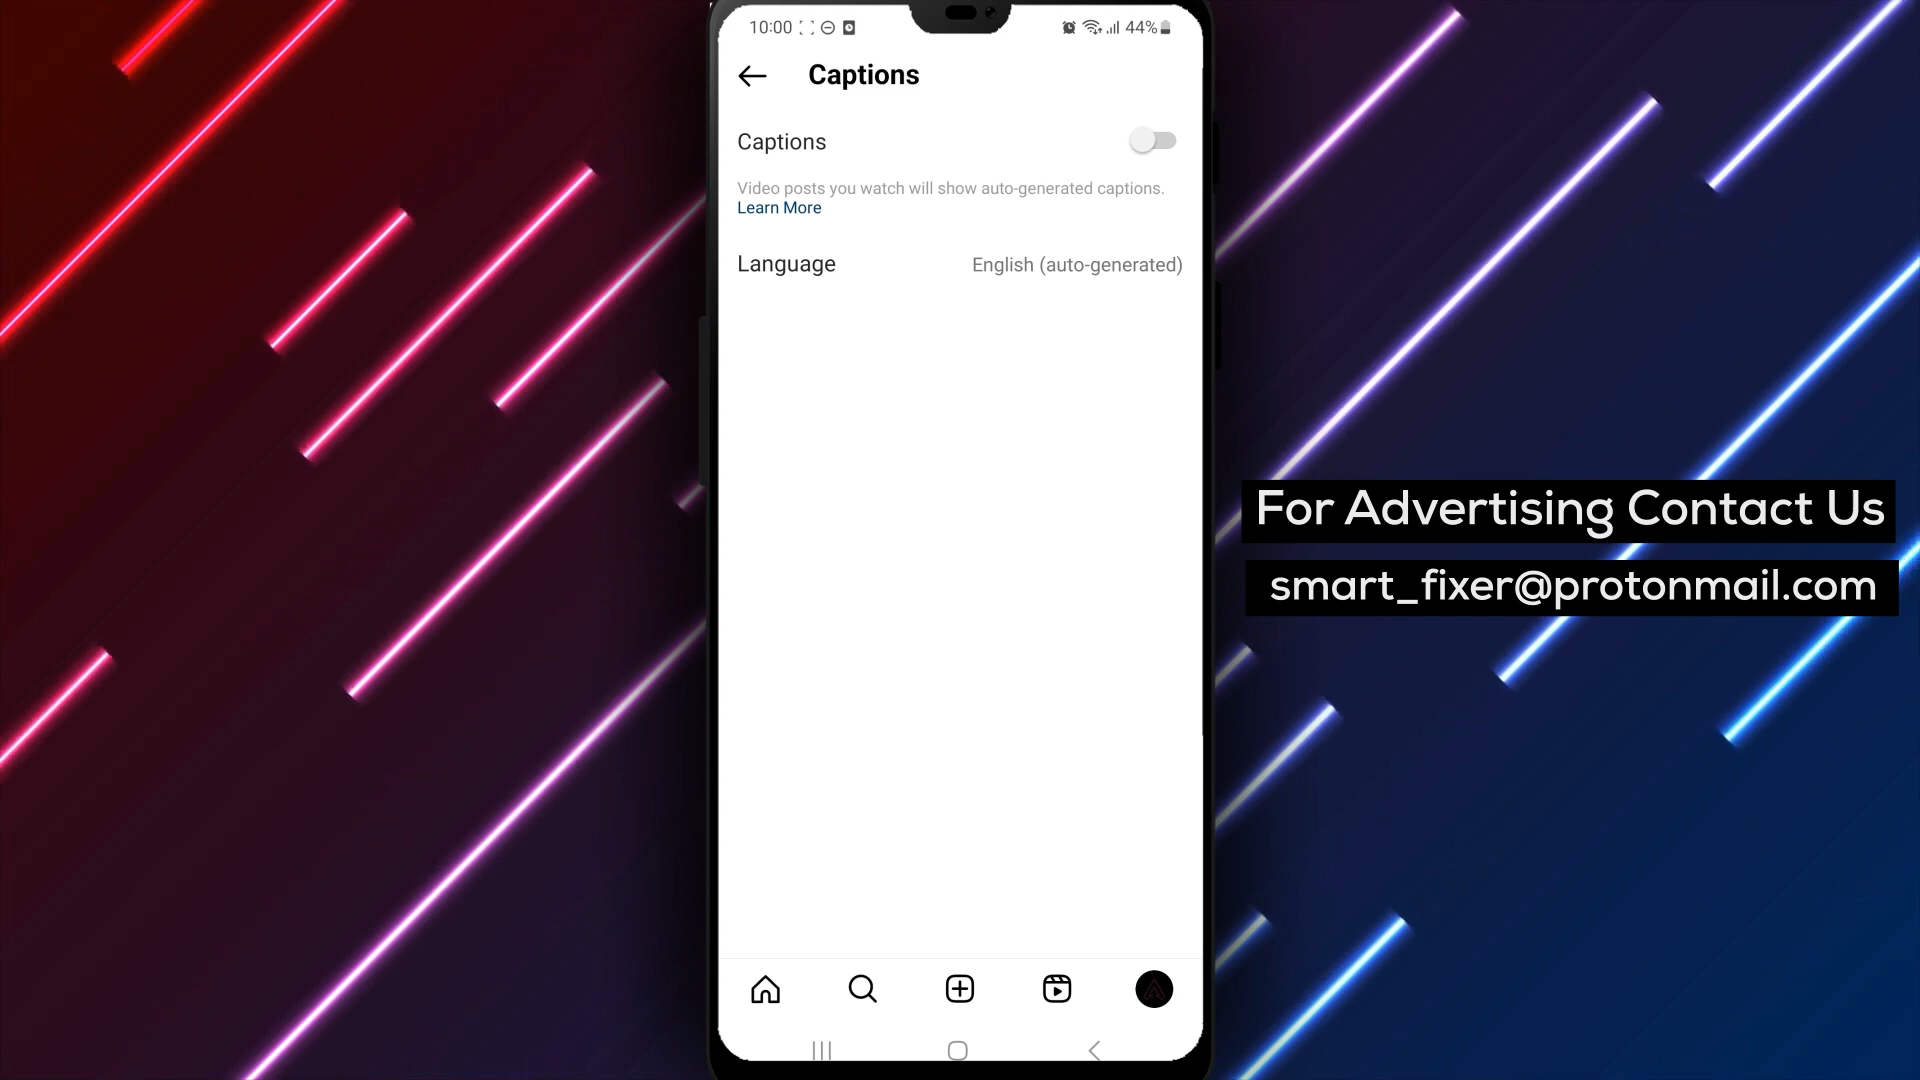 10:00
44%
Captions
Captions
Video posts you watch will show auto-generated captions.
Learn More
Language English (auto-generated)
For Advertising Contact Us
smart_fixer@protonmail.com